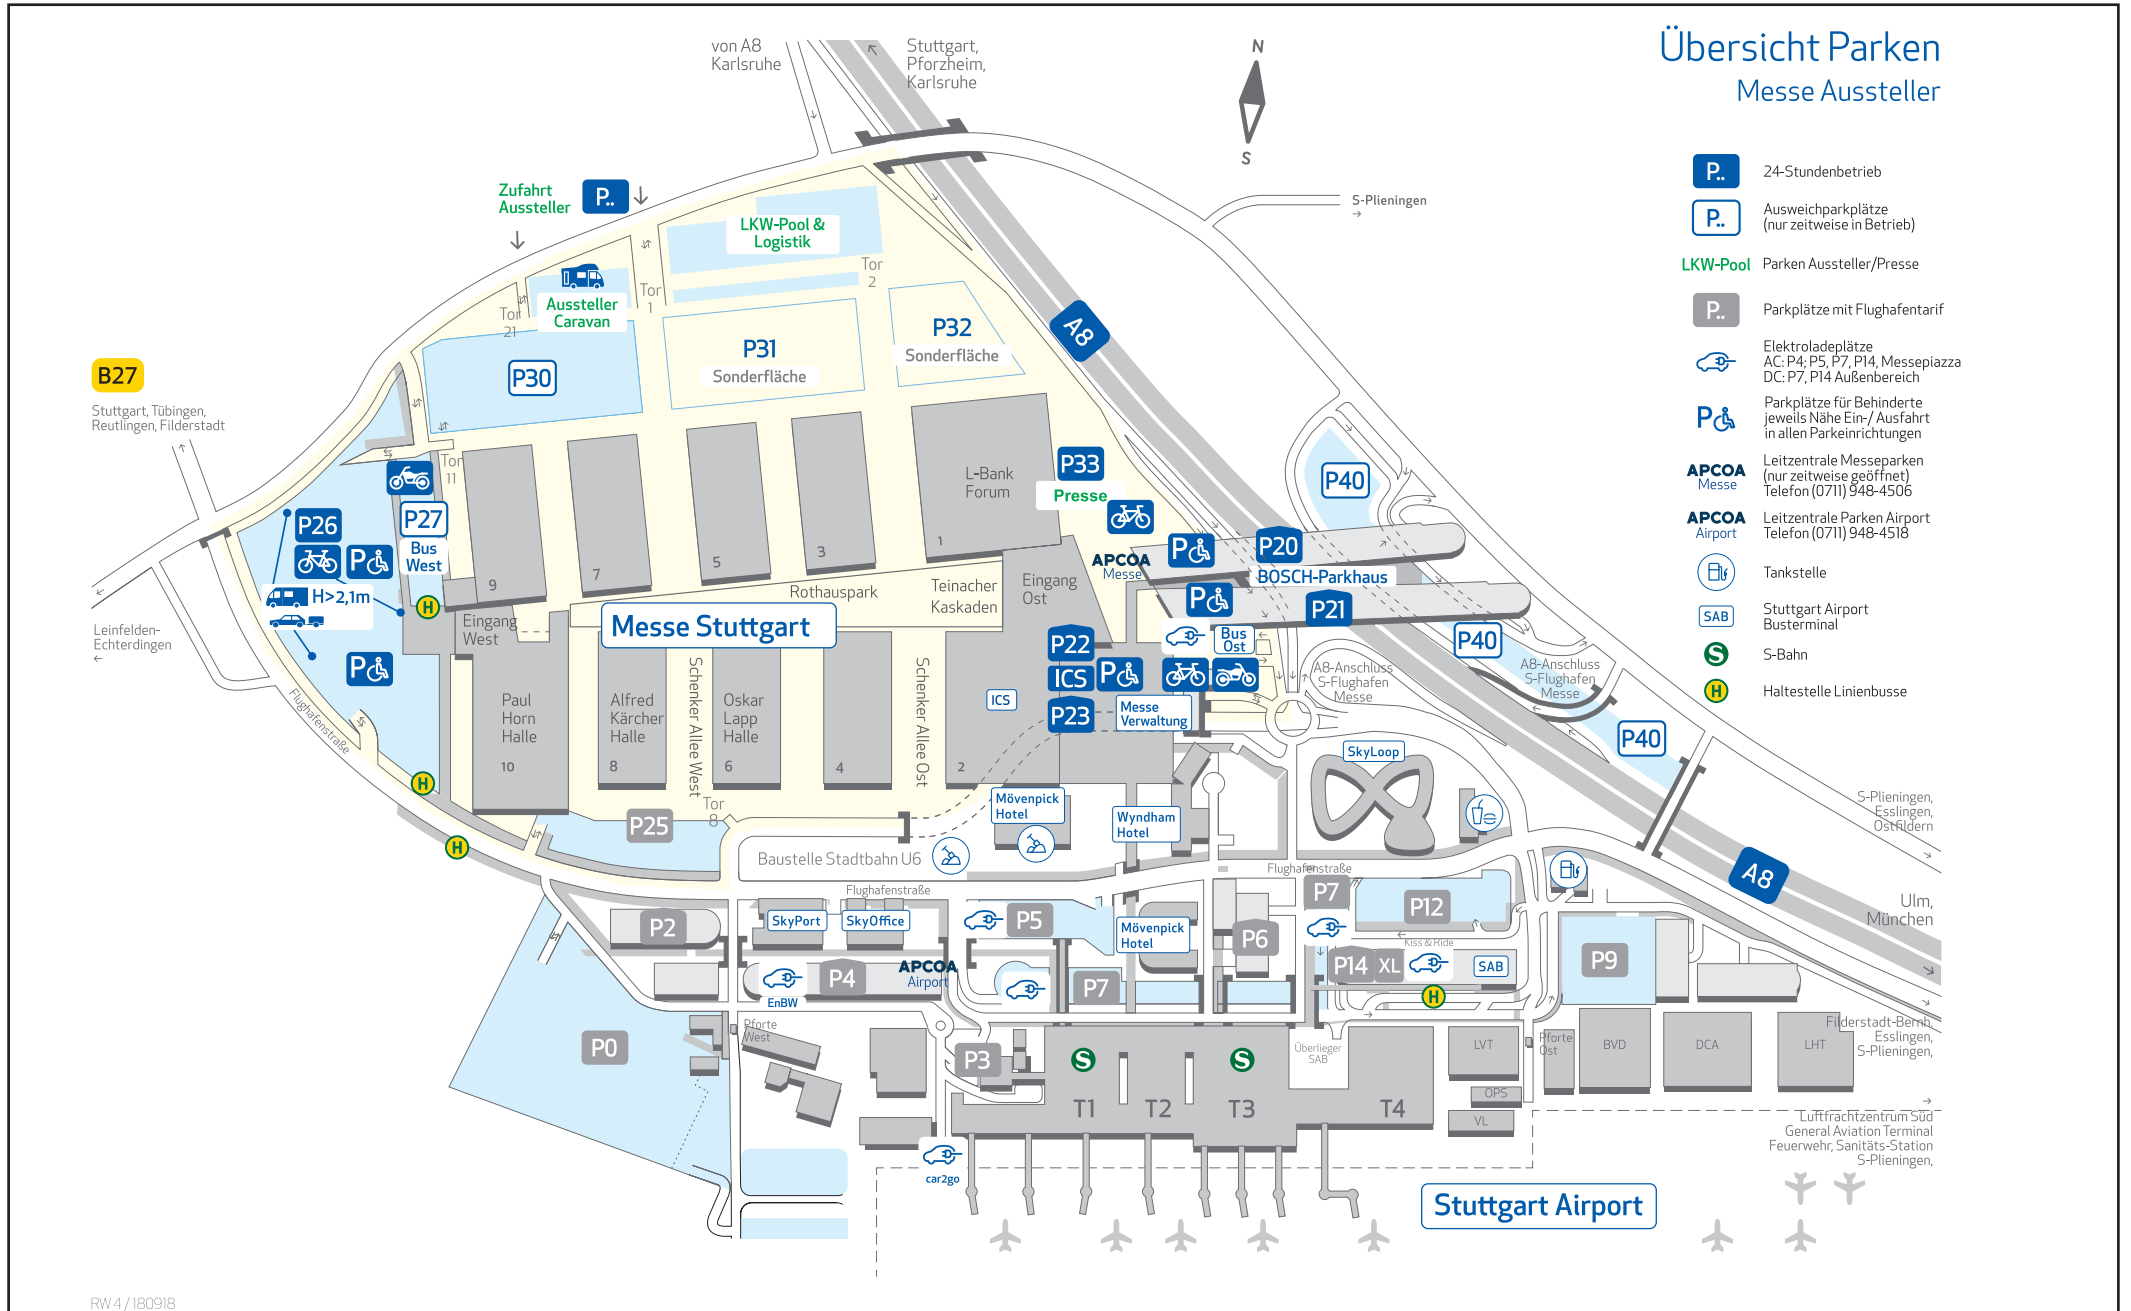 Übersicht Parken
Messe Aussteller
von A8
Karlsruhe
Stuttgart,
Pforzheim,
Karlsruhe
N
S
S-Plieningen
P..
24-Stundenbetrieb
P..
Ausweichparkplätze
(nur zeitweise in Betrieb)
LKW-Pool
Parken Aussteller/Presse
P..
Parkplätze mit Flughafentarif
Elektroladeplätze
AC: P4; P5, P7, P14, Messepiazza
DC: P7, P14 Außenbereich
P
Parkplätze für Behinderte
jeweils Nähe Ein-/ Ausfahrt
in allen Parkeinrichtungen
APCOA
Messe
Leitzentrale Messeparken
(nur zeitweise geöffnet)
Telefon (0711) 948-4506
APCOA
Airport
Leitzentrale Parken Airport
Telefon (0711) 948-4518
Tankstelle
SAB
Stuttgart Airport
Busterminal
S
S-Bahn
H
Haltestelle Linienbusse
Zufahrt
Aussteller
P..
LKW-Pool &
Logistik
Tor
2
Tor
1
Aussteller
Caravan
Tor
21
P30
P31
Sonderfläche
P32
Sonderfläche
A8
B27
Stuttgart, Tübingen,
Reutlingen, Filderstadt
Leinfelden-
Echterdingen
Flughafenstraße
Tor
11
P26
P
P27
Bus
West
H>2,1m
H
P
H
H
9
7
5
3
1
L-Bank
Forum
P33
Presse
APCOA
Messe
P
P20
BOSCH-Parkhaus
P
P21
P40
P40
P40
Eingang
West
Rothauspark
Teinacher
Kaskaden
Eingang
Ost
Messe Stuttgart
P22
ICS
P
P23
Bus
Ost
Messe
Verwaltung
ICS
A8-Anschluss
S-Flughafen
Messe
A8-Anschluss
S-Flughafen
Messe
Paul
Horn
Halle
10
Alfred
Kärcher
Halle
8
Schenker Allee West
Oskar
Lapp
Halle
6
4
Schenker Allee Ost
2
Tor
8
P25
SkyLoop
Mövenpick
Hotel
Wyndham
Hotel
Baustelle Stadtbahn U6
Flughafenstraße
Flughafenstraße
S-Plieningen,
Esslingen,
Ostfildern
A8
Ulm,
München
P2
SkyPort
SkyOffice
P5
Mövenpick
Hotel
P6
P7
P12
Kiss & Ride
P14
XL
SAB
H
P9
P4
EnBW
APCOA
Airport
P7
P0
Pforte
West
P3
S
S
Überlieger
SAB
T1
T2
T3
T4
LVT
OPS
VL
Pforte
Ost
BVD
DCA
LHT
Filderstadt-Bernh.
Esslingen,
S-Plieningen,
Luftfrachtzentrum Süd
General Aviation Terminal
Feuerwehr, Sanitäts-Station
S-Plieningen,
car2go
Stuttgart Airport
RW 4 / 180918